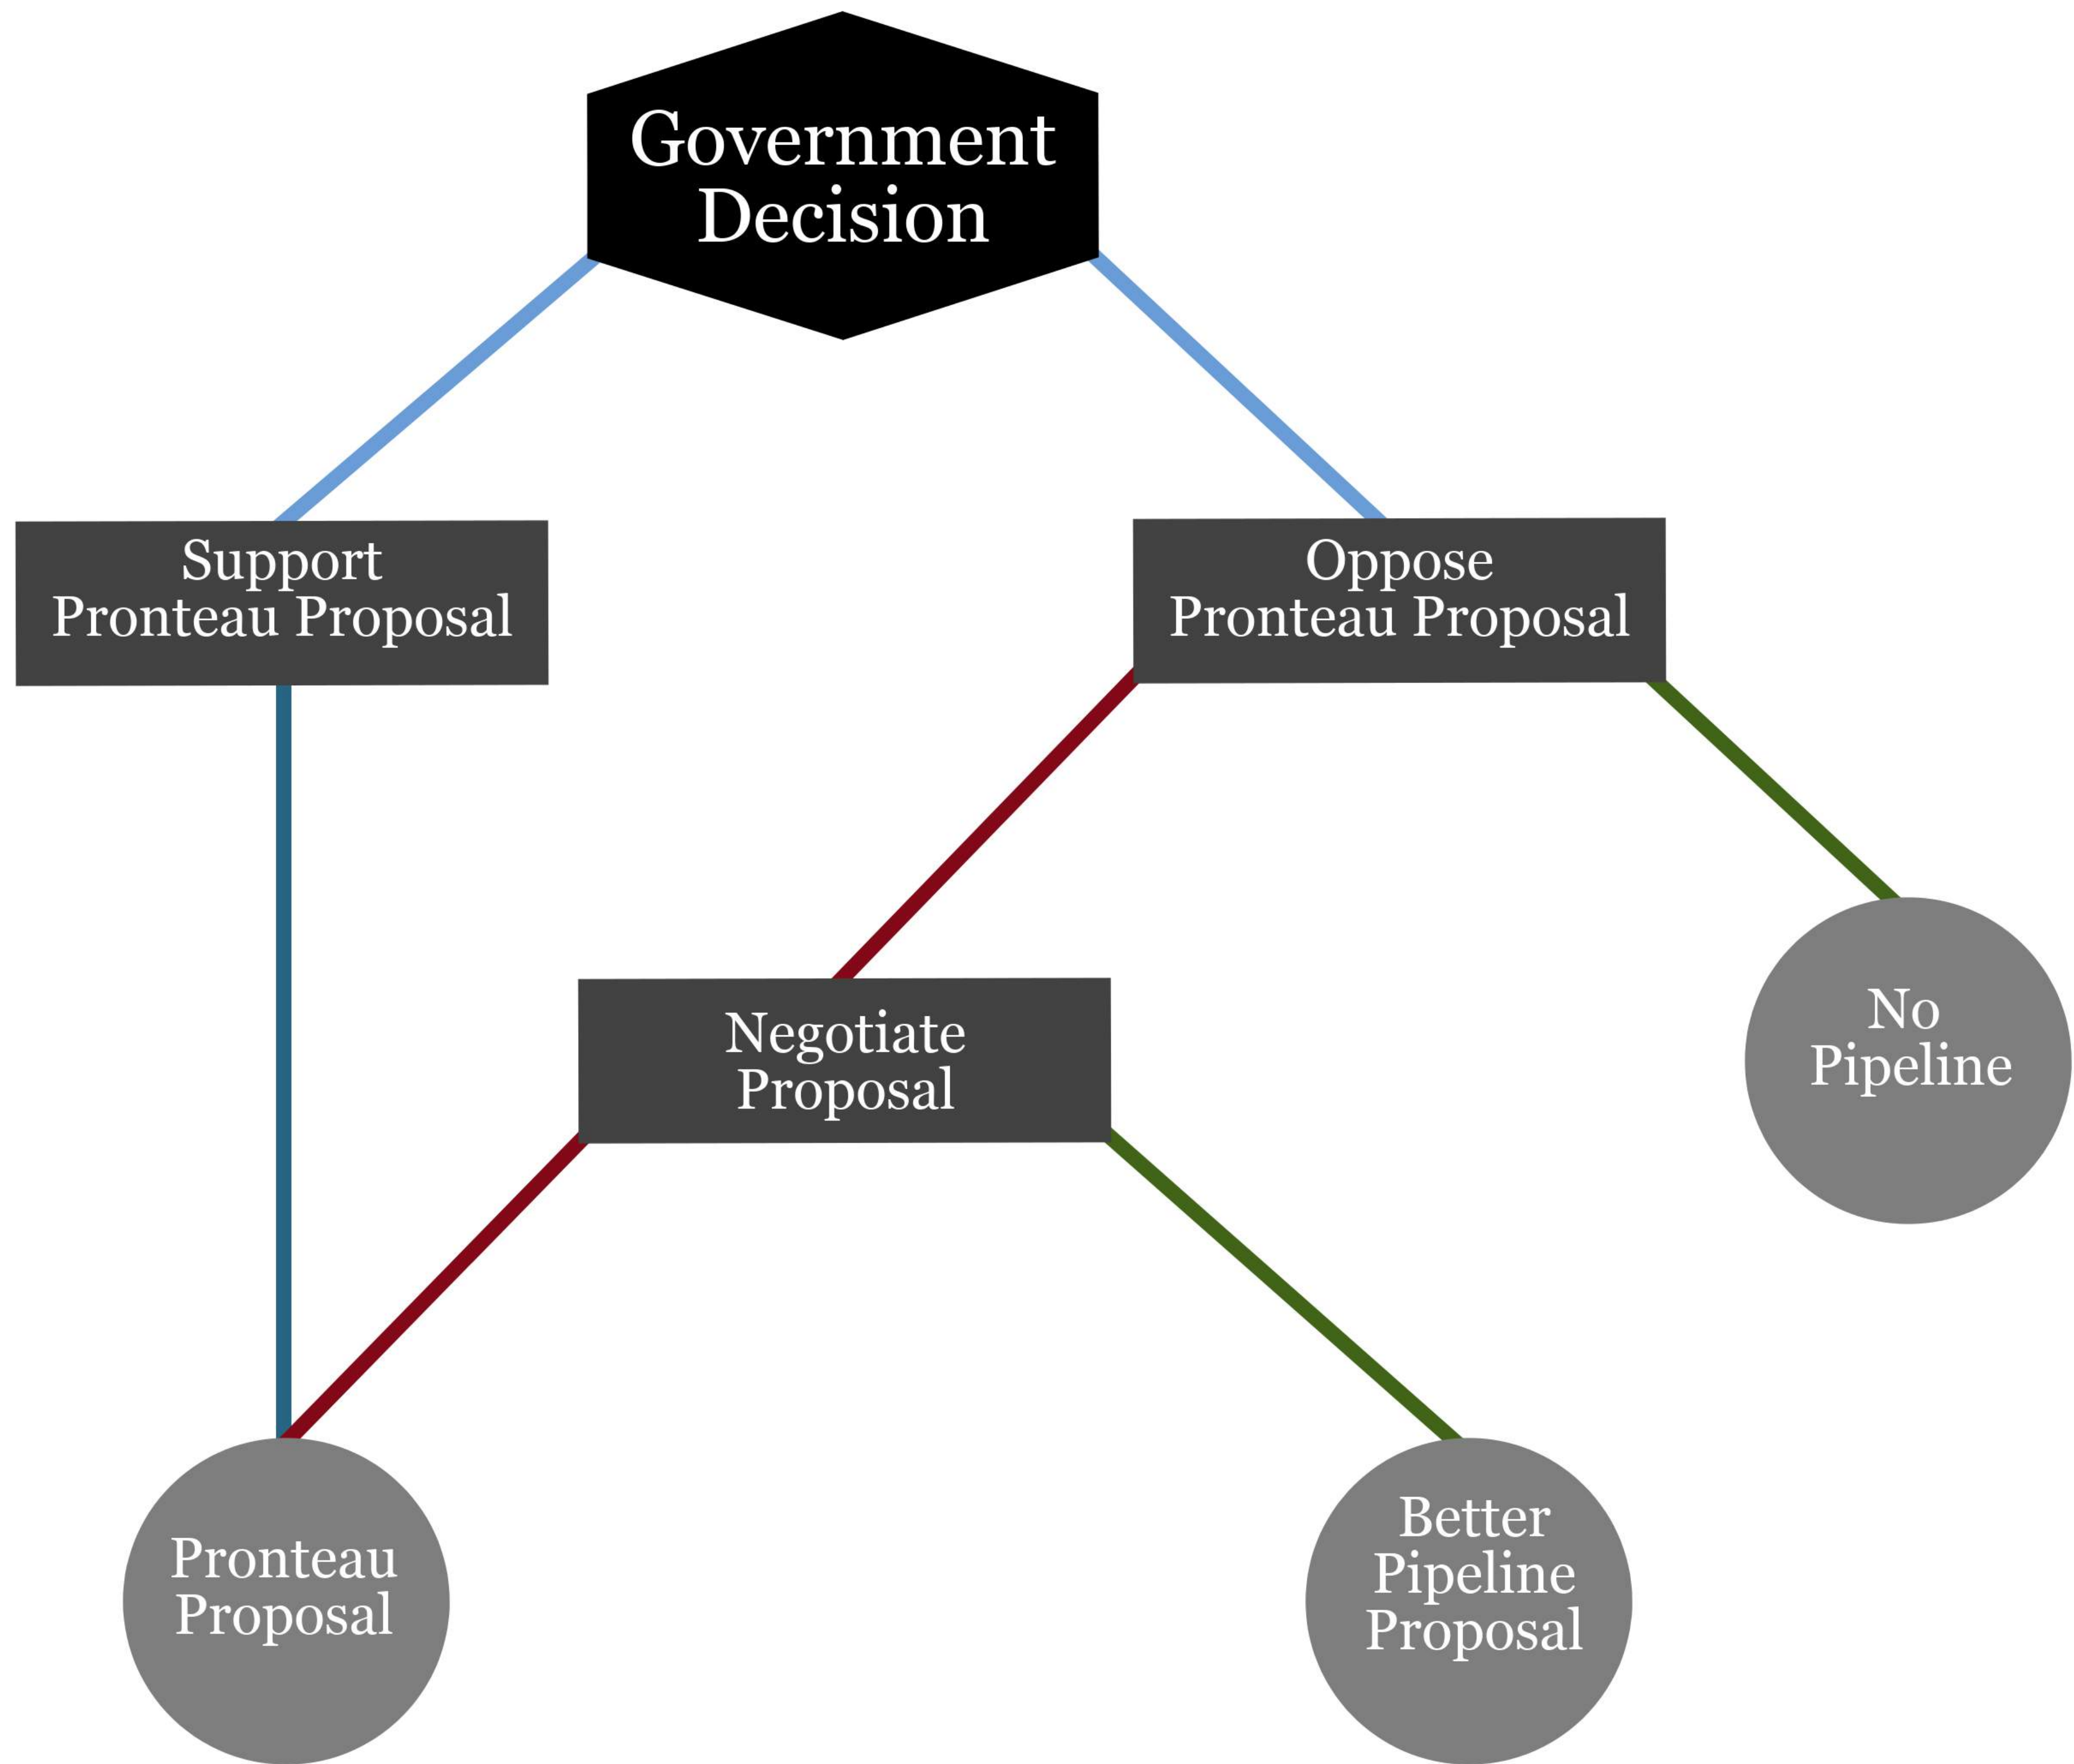 Government
Decision
Support
Pronteau Proposal
Oppose
Pronteau Proposal
Negotiate
Proposal
No
Pipeline
Pronteau
Proposal
Better
Pipeline
Proposal